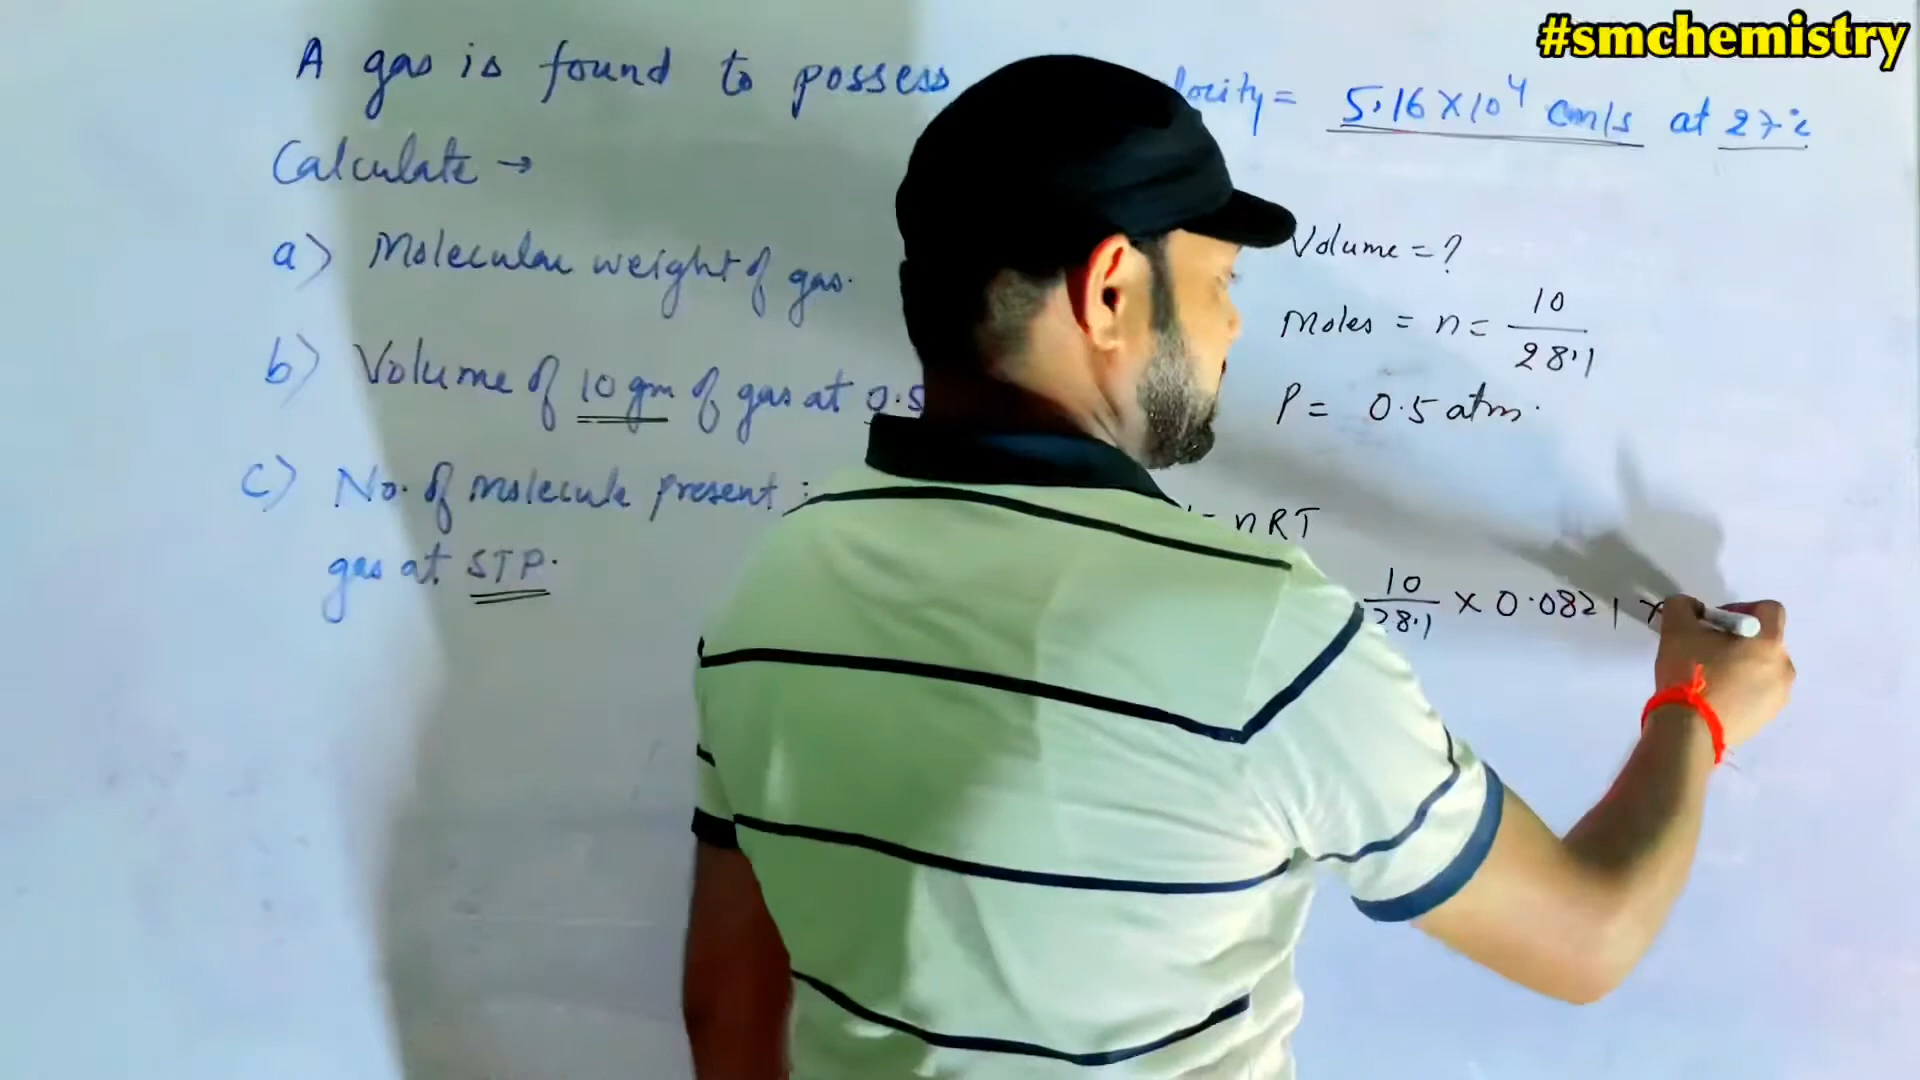 #smchemistry
A gas is found to possess locity = 5.16 X 10⁴ cm/s at 27°c
Calculate →
a) Molecular weight of gas.
b) Volume of 10 gm of gas at 0.5
c) No. of molecule present
gas at STP.
Volume = ?
Moles = n = 10/28.1
P = 0.5 atm.
= nRT
10/28.1 × 0.0821 ×